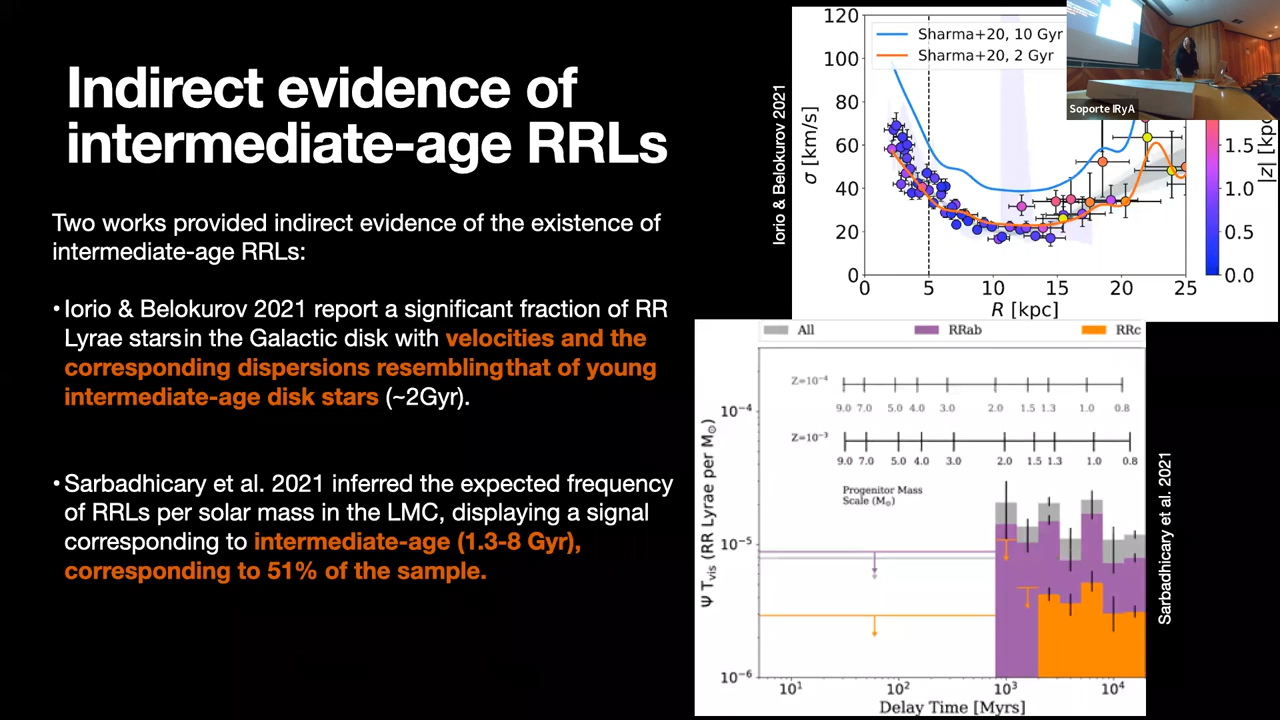 Indirect evidence of
intermediate-age RRLs
Two works provided indirect evidence of the existence of
intermediate-age RRLs:
•Iorio & Belokurov 2021 report a significant fraction of RR
Lyrae stars in the Galactic disk with velocities and the
corresponding dispersions resembling that of young
intermediate-age disk stars (~2Gyr).
•Sarbadhicary et al. 2021 inferred the expected frequency
of RRLs per solar mass in the LMC, displaying a signal
corresponding to intermediate-age (1.3-8 Gyr),
corresponding to 51% of the sample.
Iorio & Belokurov 2021
σ [km/s]
120
100
80
60
40
20
0
Sharma+20, 10 Gyr
Sharma+20, 2 Gyr
0 5 10 15 20 25
R [kpc]
1.5
1.0
0.5
0.0
|z| [kpc
Soporte IRyA
All RRab RRc
Z=10⁻⁴
9.0 7.0 5.0 4.0 3.0 2.0 1.5 1.3 1.0 0.8
Z=10⁻³
9.0 7.0 5.0 4.0 3.0 2.0 1.5 1.3 1.0 0.8
Progenitor Mass
Scale (M☉)
Ψ Tvis (RR Lyrae per M☉)
10⁻⁴
10⁻⁵
10⁻⁶
10¹ 10² 10³ 10⁴
Delay Time [Myrs]
Sarbadhicary et al. 2021